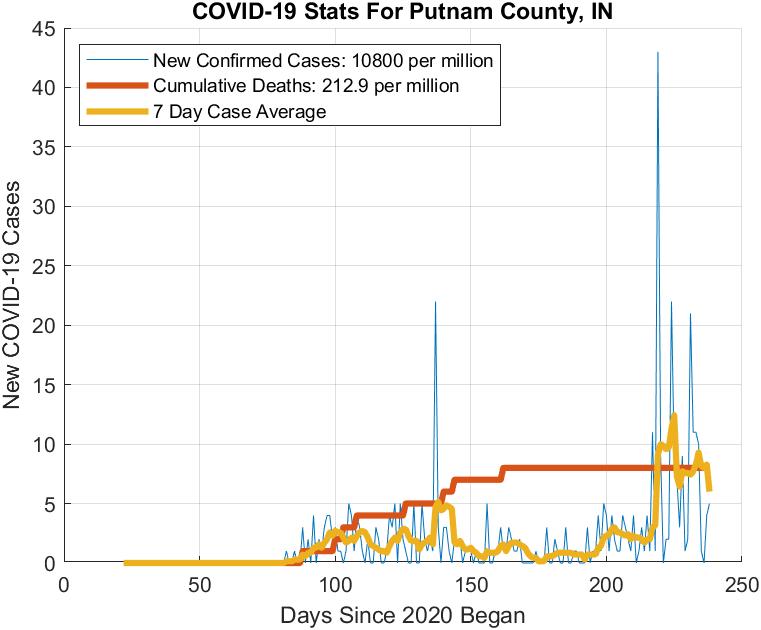 COVID-19 Stats For Putnam County, IN
New Confirmed Cases: 10800 per million
Cumulative Deaths: 212.9 per million
7 Day Case Average
New COVID-19 Cases
45
40
35
30
25
20
15
10
5
0
0 50 100 150 200 250
Days Since 2020 Began